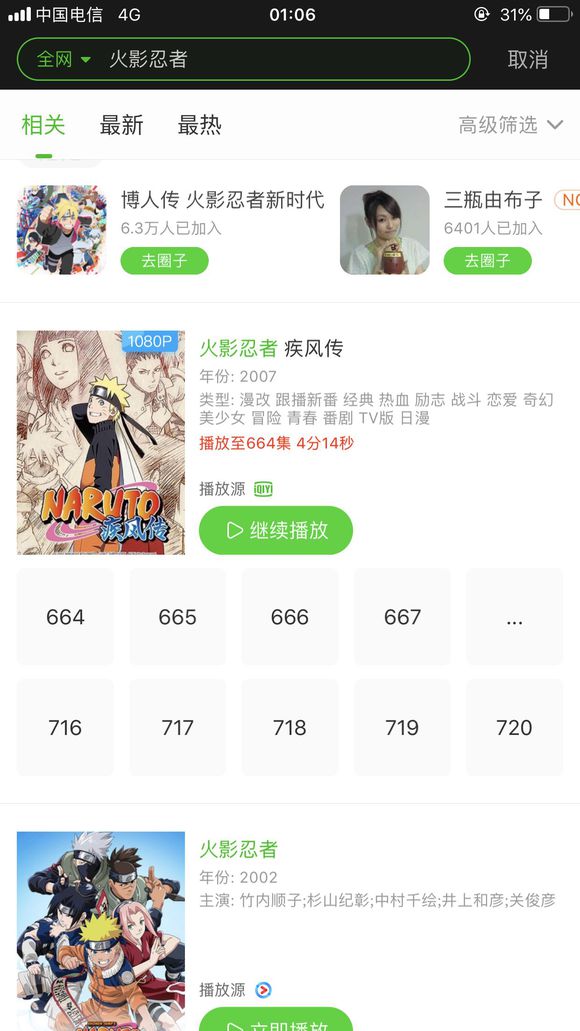 中国电信 4G 01:06 31%
全网 火影忍者 取消
相关 最新 最热 高级筛选
博人传 火影忍者新时代
6.3万人已加入
去圈子
三瓶由布子
6401人已加入
去圈子
1080P
NARUTO
疾风传
火影忍者 疾风传
年份: 2007
类型: 漫改 跟播新番 经典 热血 励志 战斗 恋爱 奇幻
美少女 冒险 青春 番剧 TV版 日漫
播放至664集 4分14秒
播放源 iQIYI
继续播放
664 665 666 667 ...
716 717 718 719 720
火影忍者
年份: 2002
主演: 竹内顺子;杉山纪彰;中村千绘;井上和彦;关俊彦
播放源
立即播放